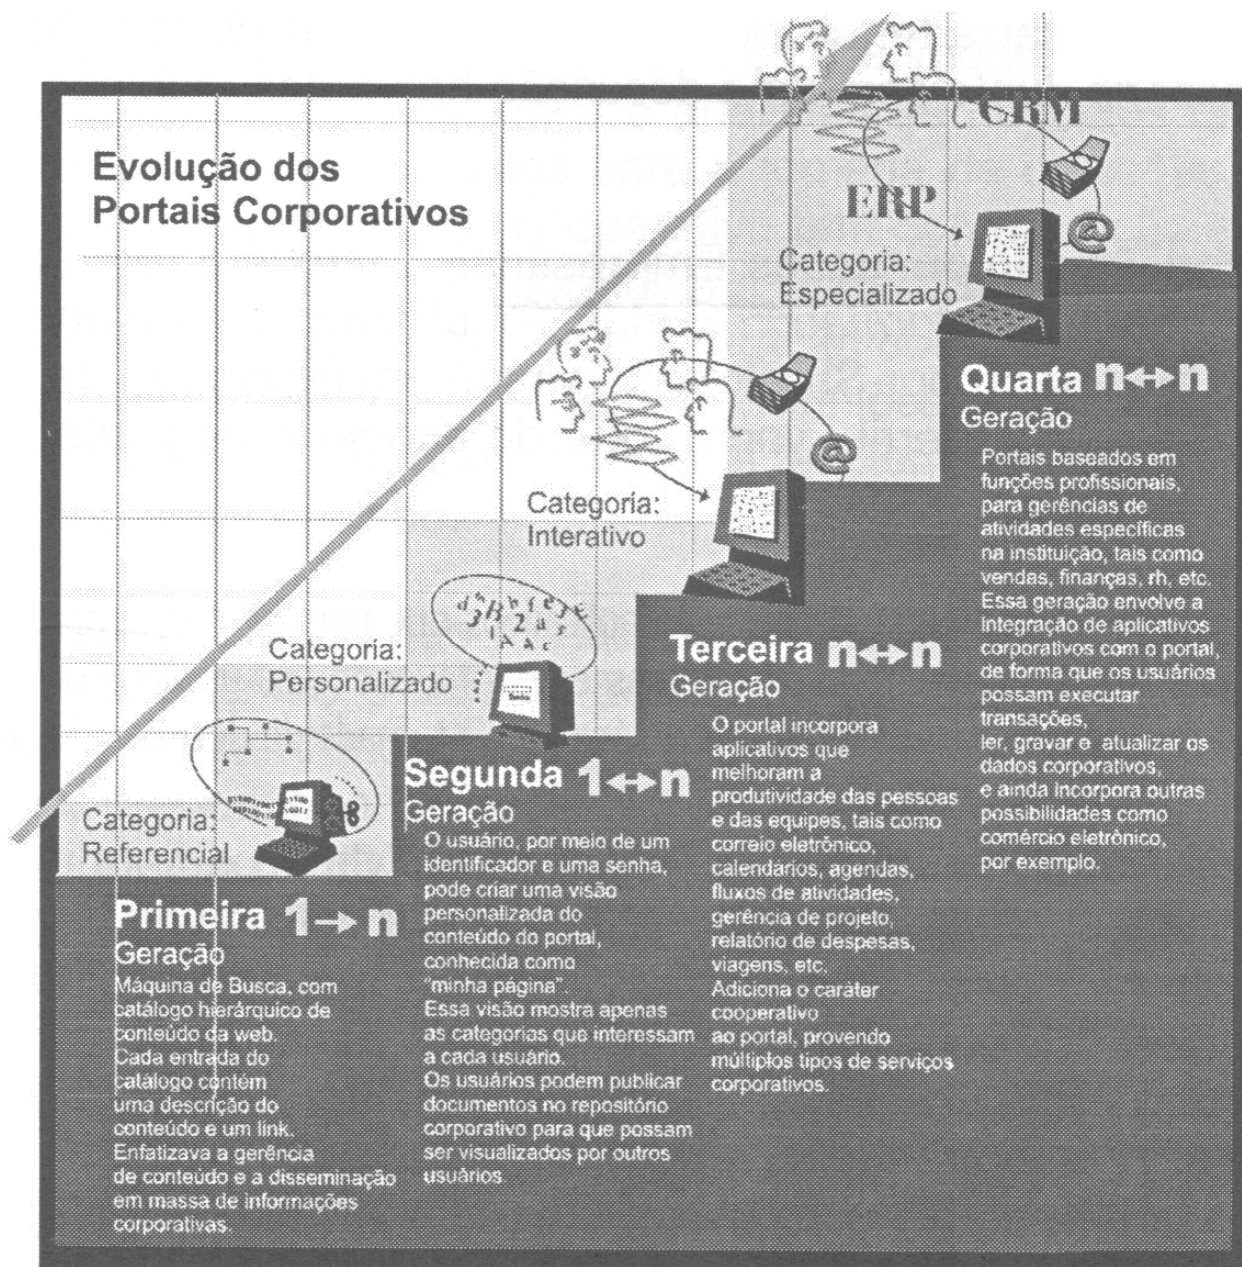 Evolução dos
Portais Corporativos
CRM
ERP
@
Categoria:
Especializado
Quarta n↔n
Geração
Portais baseados em
funções profissionais,
para gerências de
atividades específicas
na instituição, tais como
vendas, finanças, rh, etc.
Essa geração envolve a
integração de aplicativos
corporativos com o portal,
de forma que os usuários
possam executar
transações,
ler, gravar e atualizar os
dados corporativos,
e ainda incorpora outras
possibilidades como
comércio eletrônico,
por exemplo.
@
Categoria:
Interativo
Terceira n↔n
Geração
O portal incorpora
aplicativos que
melhoram a
produtividade das pessoas
e das equipes, tais como
correio eletrônico,
calendários, agendas,
fluxos de atividades,
gerência de projeto,
relatório de despesas,
viagens, etc.
Adiciona o caráter
cooperativo
ao portal, provendo
múltiplos tipos de serviços
corporativos.
Categoria:
Personalizado
Segunda 1↔n
Geração
O usuário, por meio de um
identificador e uma senha,
pode criar uma visão
personalizada do
conteúdo do portal,
conhecida como
"minha página".
Essa visão mostra apenas
as categorias que interessam
a cada usuário.
Os usuários podem publicar
documentos no repositório
corporativo para que possam
ser visualizados por outros
usuários.
Categoria:
Referencial
Primeira 1→n
Geração
Máquina de Busca, com
catálogo hierárquico de
conteúdo da web.
Cada entrada do
catálogo contém
uma descrição do
conteúdo e um link.
Enfatizava a gerência
de conteúdo e a disseminação
em massa de informações
corporativas.